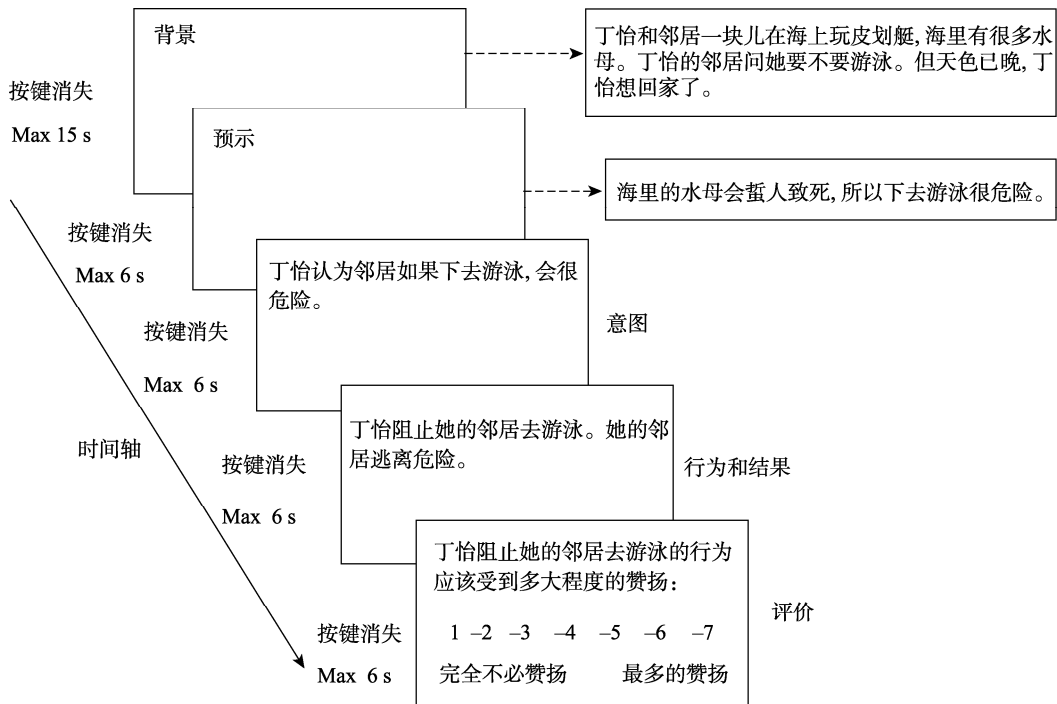 背景
丁怡和邻居一块儿在海上玩皮划艇, 海里有很多水
母。丁怡的邻居问她要不要游泳。但天色已晚, 丁
怡想回家了。
按键消失
Max 15 s
预示
海里的水母会蜇人致死, 所以下去游泳很危险。
按键消失
Max 6 s
丁怡认为邻居如果下去游泳, 会很
危险。
意图
按键消失
Max 6 s
丁怡阻止她的邻居去游泳。她的邻
居逃离危险。
行为和结果
时间轴
按键消失
Max 6 s
丁怡阻止她的邻居去游泳的行为
应该受到多大程度的赞扬：
1 –2 –3 –4 –5 –6 –7
完全不必赞扬 最多的赞扬
评价
按键消失
Max 6 s